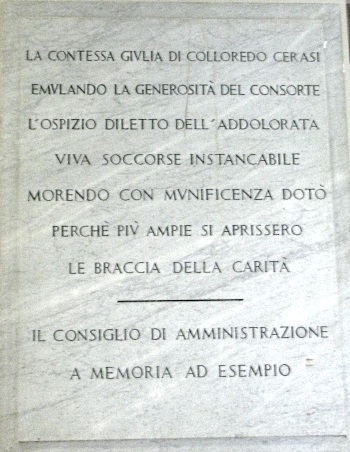 LA CONTESSA GIVLIA DI COLLOREDO CERASI
EMVLANDO LA GENEROSITÀ DEL CONSORTE
L'OSPIZIO DILETTO DELL'ADDOLORATA
VIVA SOCCORSE INSTANCABILE
MORENDO CON MVNIFICENZA DOTÒ
PERCHÈ PIV̀ AMPIE SI APRISSERO
LE BRACCIA DELLA CARITÀ
IL CONSIGLIO DI AMMINISTRAZIONE
A MEMORIA AD ESEMPIO